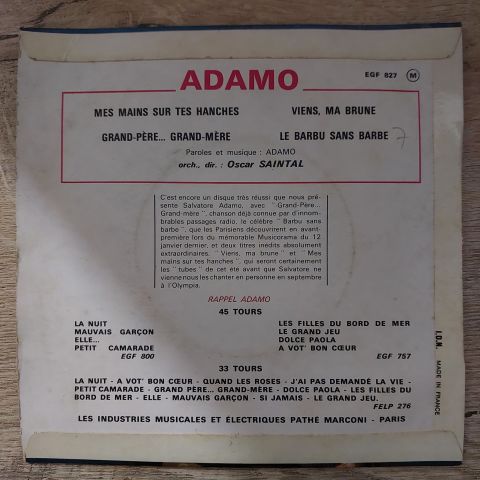 ADAMO
EGF 827 M
MES MAINS SUR TES HANCHES VIENS, MA BRUNE
GRAND-PÈRE... GRAND-MÈRE LE BARBU SANS BARBE 7
Paroles et musique : ADAMO
orch., dir. : Oscar SAINTAL
C'est encore un disque très réussi que nous pré-
sente Salvatore Adamo, avec "Grand-Père...
Grand-mère", chanson déjà connue par d'innom-
brables passages radio, le célèbre "Barbu sans
barbe", que les Parisiens découvrirent en avant-
première lors du mémorable Musicorama du 12
janvier dernier, et deux titres inédits absolument
extraordinaires. "Viens, ma brune" et "Mes
mains sur tes hanches", qui seront certainement
les "tubes" de cet été avant que Salvatore ne
vienne nous les chanter en personne en septembre
à l'Olympia.
RAPPEL ADAMO
45 TOURS
LA NUIT
MAUVAIS GARÇON
ELLE...
PETIT CAMARADE
EGF 800
LES FILLES DU BORD DE MER
LE GRAND JEU
DOLCE PAOLA
A VOT' BON CŒUR
EGF 757
33 TOURS
LA NUIT - A VOT' BON CŒUR - QUAND LES ROSES - J'AI PAS DEMANDÉ LA VIE -
PETIT CAMARADE - GRAND PÈRE... GRAND-MÈRE - DOLCE PAOLA - LES FILLES DU
BORD DE MER - ELLE - MAUVAIS GARÇON - SI JAMAIS - LE GRAND JEU.
FELP 276
LES INDUSTRIES MUSICALES ET ÉLECTRIQUES PATHÉ MARCONI - PARIS
I.D.N. MADE IN FRANCE